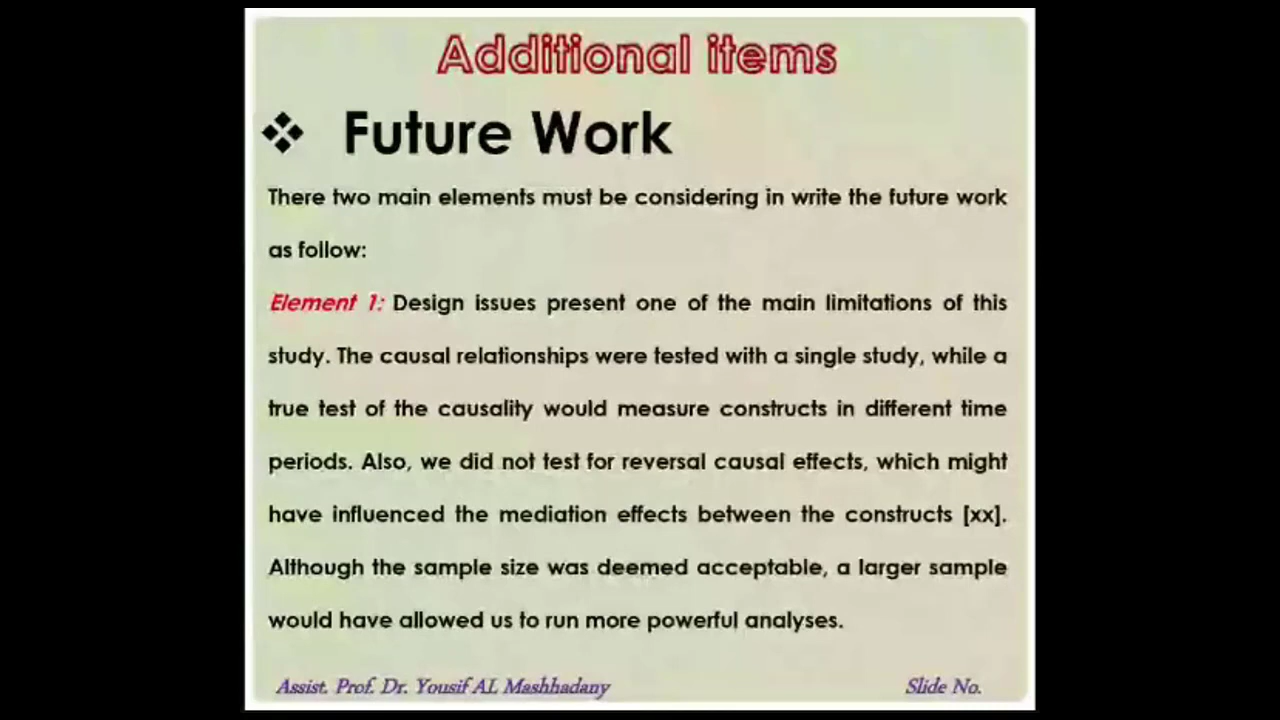 Additional items
❖ Future Work
There two main elements must be considering in write the future work
as follow:
Element 1: Design issues present one of the main limitations of this
study. The causal relationships were tested with a single study, while a
true test of the causality would measure constructs in different time
periods. Also, we did not test for reversal causal effects, which might
have influenced the mediation effects between the constructs [xx].
Although the sample size was deemed acceptable, a larger sample
would have allowed us to run more powerful analyses.
Assist. Prof. Dr. Yousif AL Mashhadany Slide No.